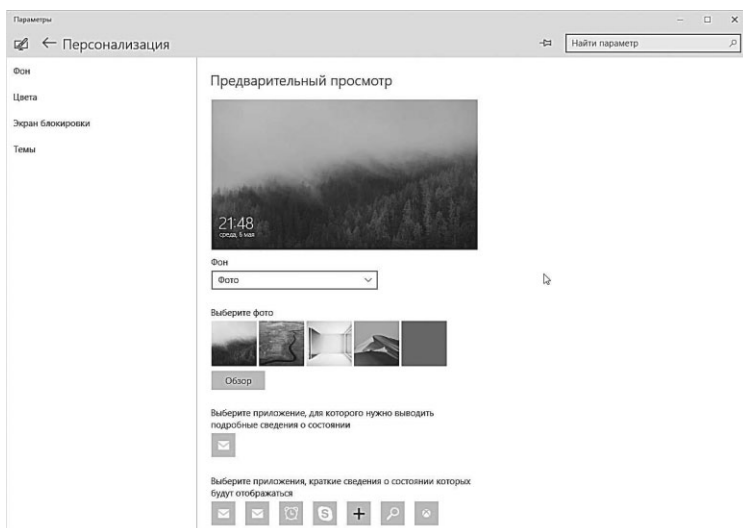 Параметры
Персонализация
Найти параметр
Фон
Цвета
Экран блокировки
Темы
Предварительный просмотр
21:48
среда, 6 мая
Фон
Фото
Выберите фото
Обзор
Выберите приложение, для которого нужно выводить
подробные сведения о состоянии
Выберите приложения, краткие сведения о состоянии которых
будут отображаться